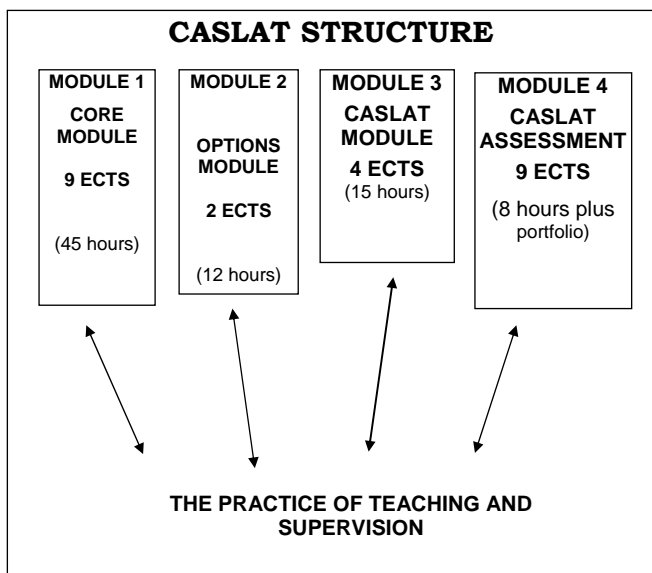 CASLAT STRUCTURE
MODULE 1
CORE
MODULE
9 ECTS
(45 hours)
MODULE 2
OPTIONS
MODULE
2 ECTS
(12 hours)
MODULE 3
CASLAT
MODULE
4 ECTS
(15 hours)
MODULE 4
CASLAT
ASSESSMENT
9 ECTS
(8 hours plus
portfolio)
THE PRACTICE OF TEACHING AND
SUPERVISION